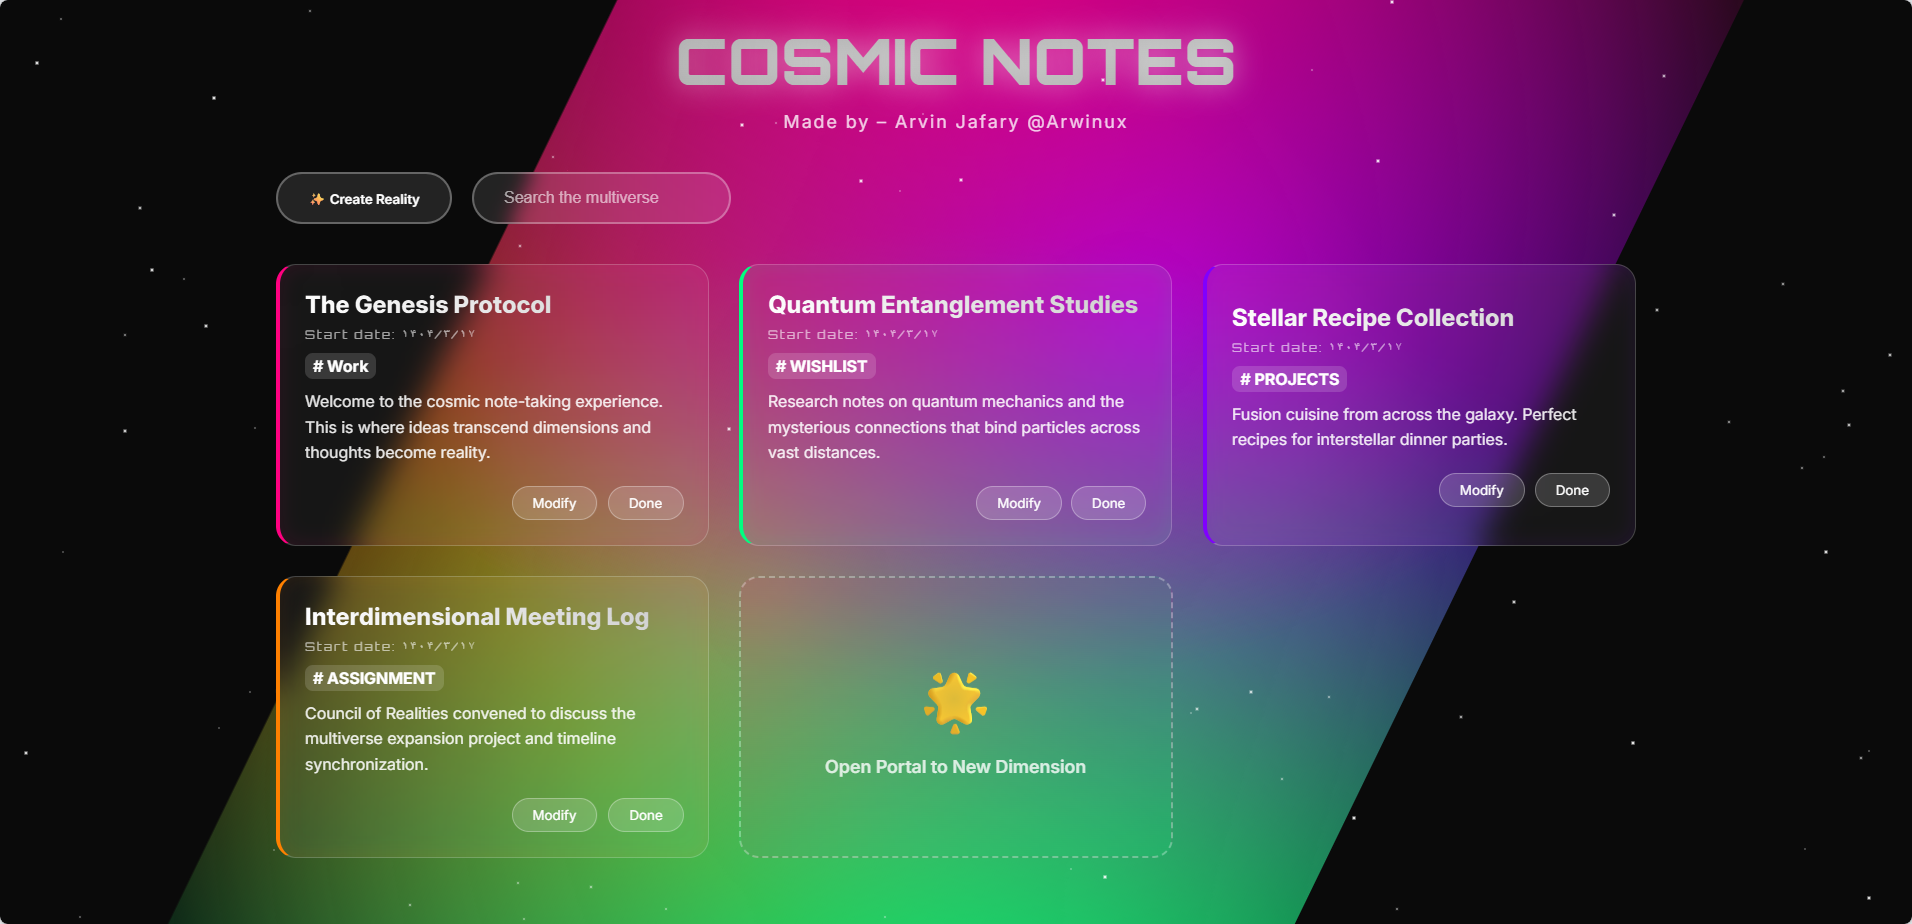 COSMIC NOTES
Made by – Arvin Jafary @Arwinux
✨ Create Reality
Search the multiverse
The Genesis Protocol
Start date: ۱۴۰۴/۳/۱۷
# Work
Welcome to the cosmic note-taking experience.
This is where ideas transcend dimensions and
thoughts become reality.
Modify
Done
Quantum Entanglement Studies
Start date: ۱۴۰۴/۳/۱۷
# WISHLIST
Research notes on quantum mechanics and the
mysterious connections that bind particles across
vast distances.
Modify
Done
Stellar Recipe Collection
Start date: ۱۴۰۴/۳/۱۷
# PROJECTS
Fusion cuisine from across the galaxy. Perfect
recipes for interstellar dinner parties.
Modify
Done
Interdimensional Meeting Log
Start date: ۱۴۰۴/۳/۱۷
# ASSIGNMENT
Council of Realities convened to discuss the
multiverse expansion project and timeline
synchronization.
Modify
Done
Open Portal to New Dimension